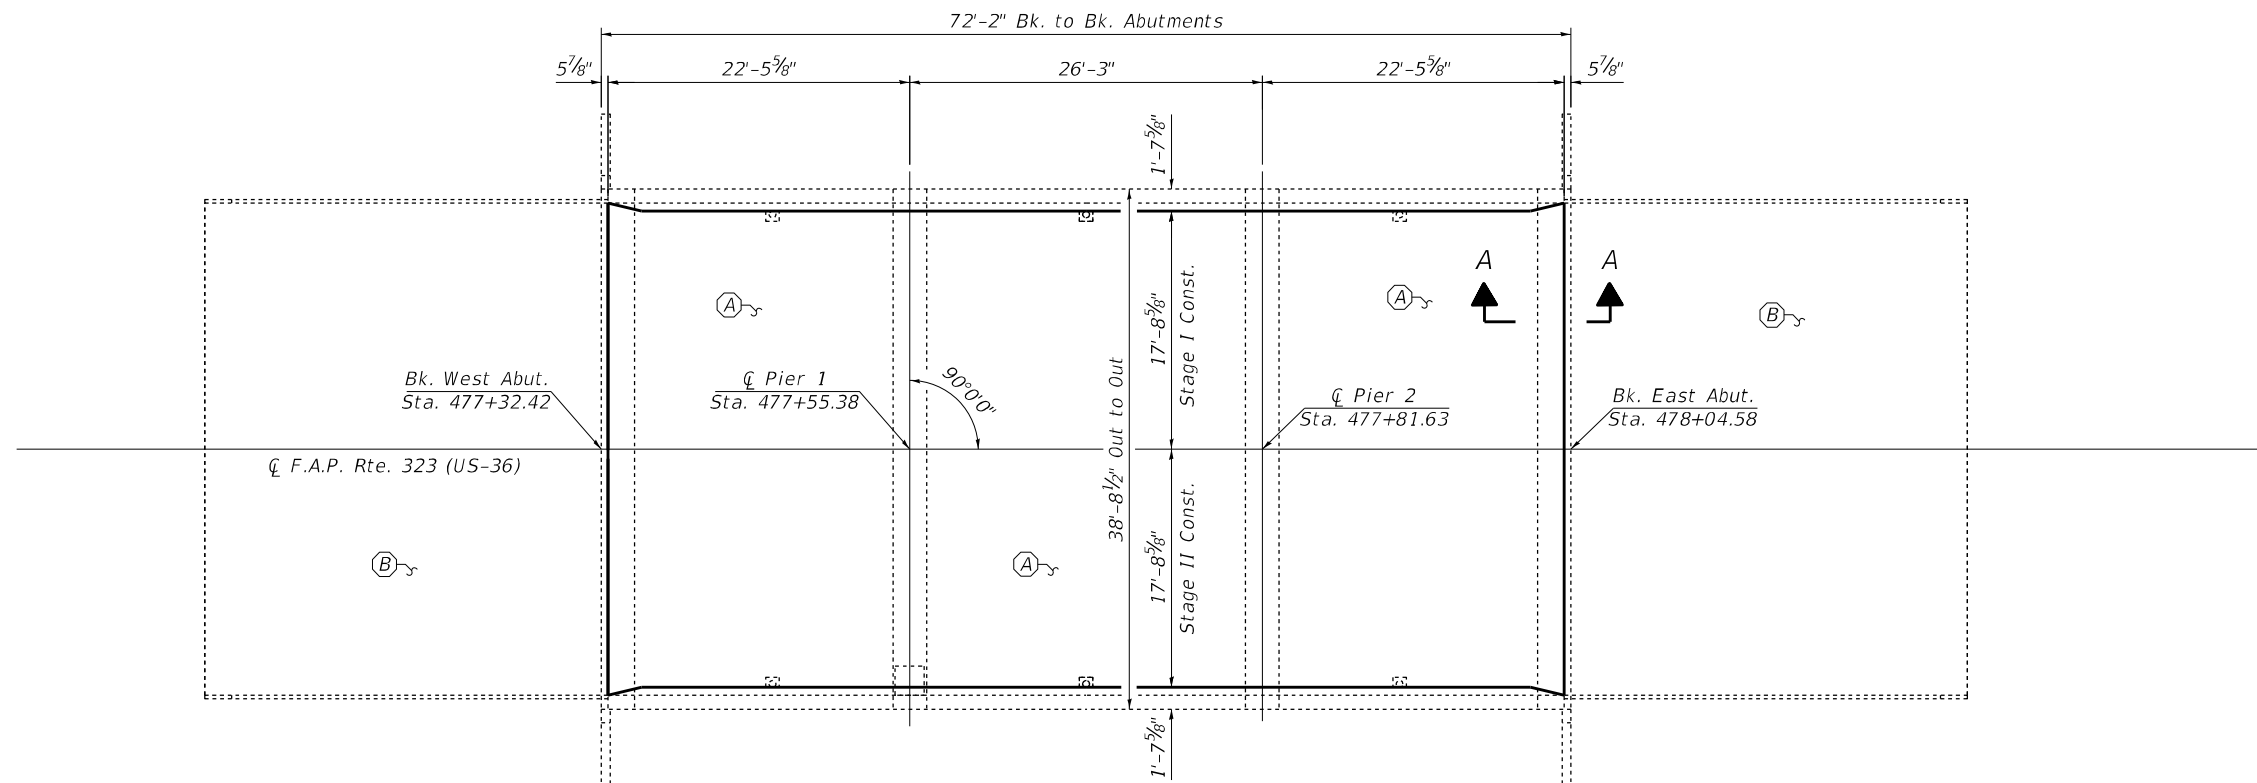 72'-2" Bk. to Bk. Abutments
5⅞"
22'-5⅝"
26'-3"
22'-5⅝"
5⅞"
1'-7⅝"
A
A
A
A
B
17'-8⅝"
Stage I Const.
38'-8½" Out to Out
90°0'0"
Bk. West Abut.
Sta. 477+32.42
℄ Pier 1
Sta. 477+55.38
℄ Pier 2
Sta. 477+81.63
Bk. East Abut.
Sta. 478+04.58
℄ F.A.P. Rte. 323 (US-36)
17'-8⅝"
Stage II Const.
B
A
1'-7⅝"